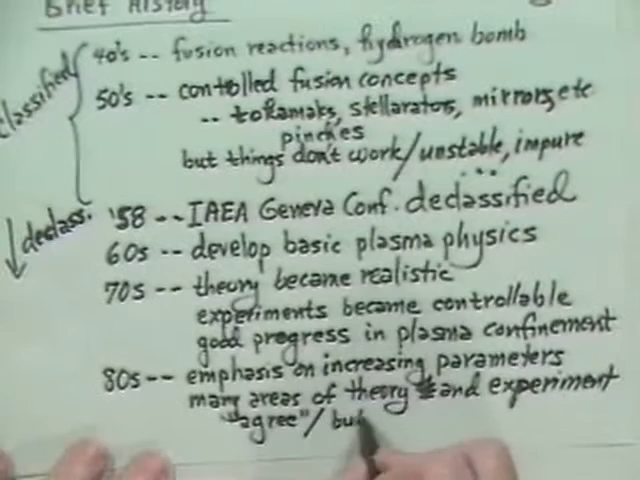 Brief History
classified
40's -- fusion reactions, hydrogen bomb
50's -- controlled fusion concepts
-- tokamaks, stellarators, mirrors, etc
pinches
but things don't work/unstable, impure
...
declass.
'58 -- IAEA Geneva Conf. declassified
60s -- develop basic plasma physics
70s -- theory became realistic
experiments became controllable
good progress in plasma confinement
80s -- emphasis on increasing parameters
many areas of theory and experiment
"agree"/ but